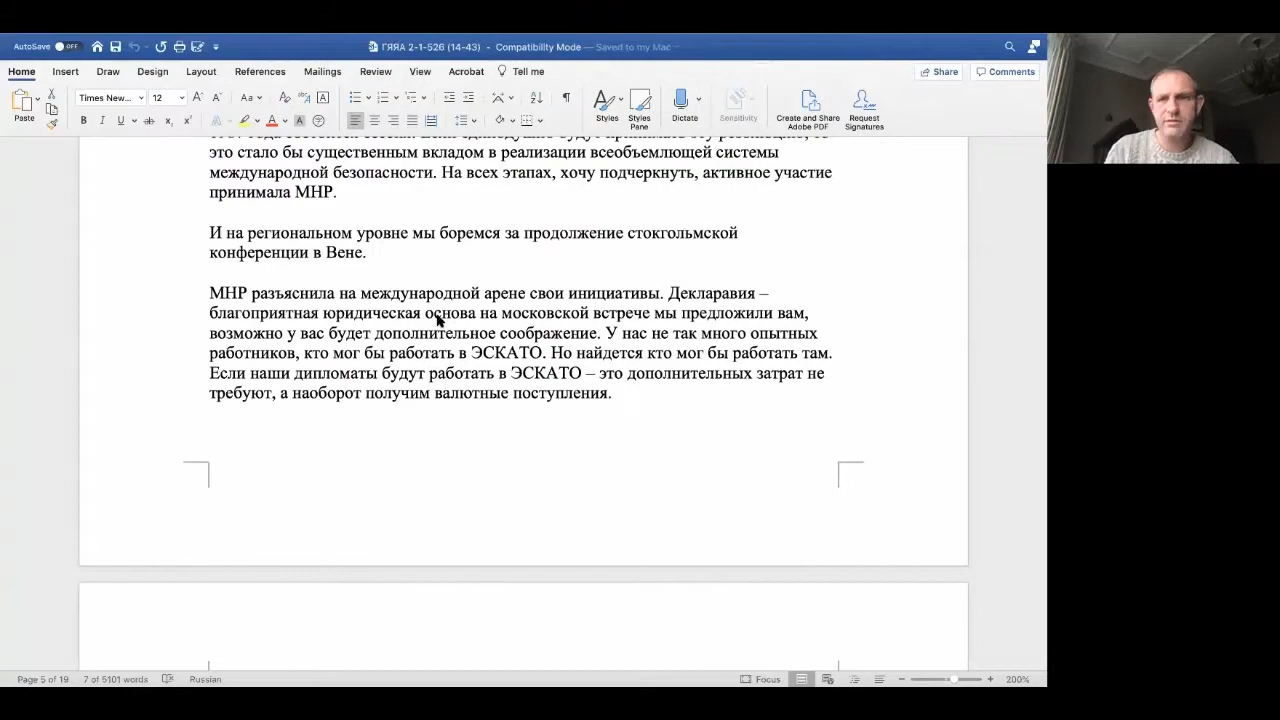 AutoSave OFF ГЯЯА 2-1-526 (14-43) - Compatibility Mode — Saved to my Mac
Home Insert Draw Design Layout References Mailings Review View Acrobat Tell me Share Comments
Times New... 12
Paste Styles Styles Pane Dictate Sensitivity Create and Share Adobe PDF Request Signatures
это стало бы существенным вкладом в реализации всеобъемлющей системы
международной безопасности. На всех этапах, хочу подчеркнуть, активное участие
принимала МНР.
И на региональном уровне мы боремся за продолжение стокгольмской
конференции в Вене.
МНР разъяснила на международной арене свои инициативы. Декларавия –
благоприятная юридическая основа на московской встрече мы предложили вам,
возможно у вас будет дополнительное соображение. У нас не так много опытных
работников, кто мог бы работать в ЭСКАТО. Но найдется кто мог бы работать там.
Если наши дипломаты будут работать в ЭСКАТО – это дополнительных затрат не
требуют, а наоборот получим валютные поступления.
Page 5 of 19 7 of 5101 words Russian Focus 200%